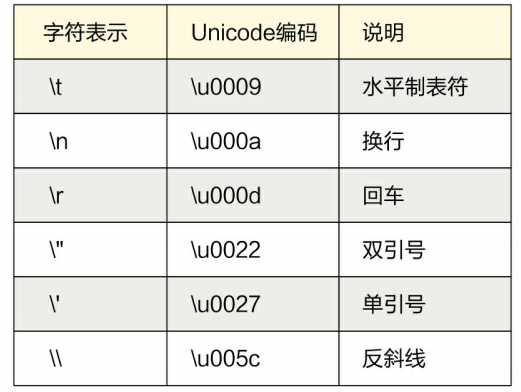 字符表示 Unicode编码 说明
\t \u0009 水平制表符
\n \u000a 换行
\r \u000d 回车
\" \u0022 双引号
\' \u0027 单引号
\\ \u005c 反斜线